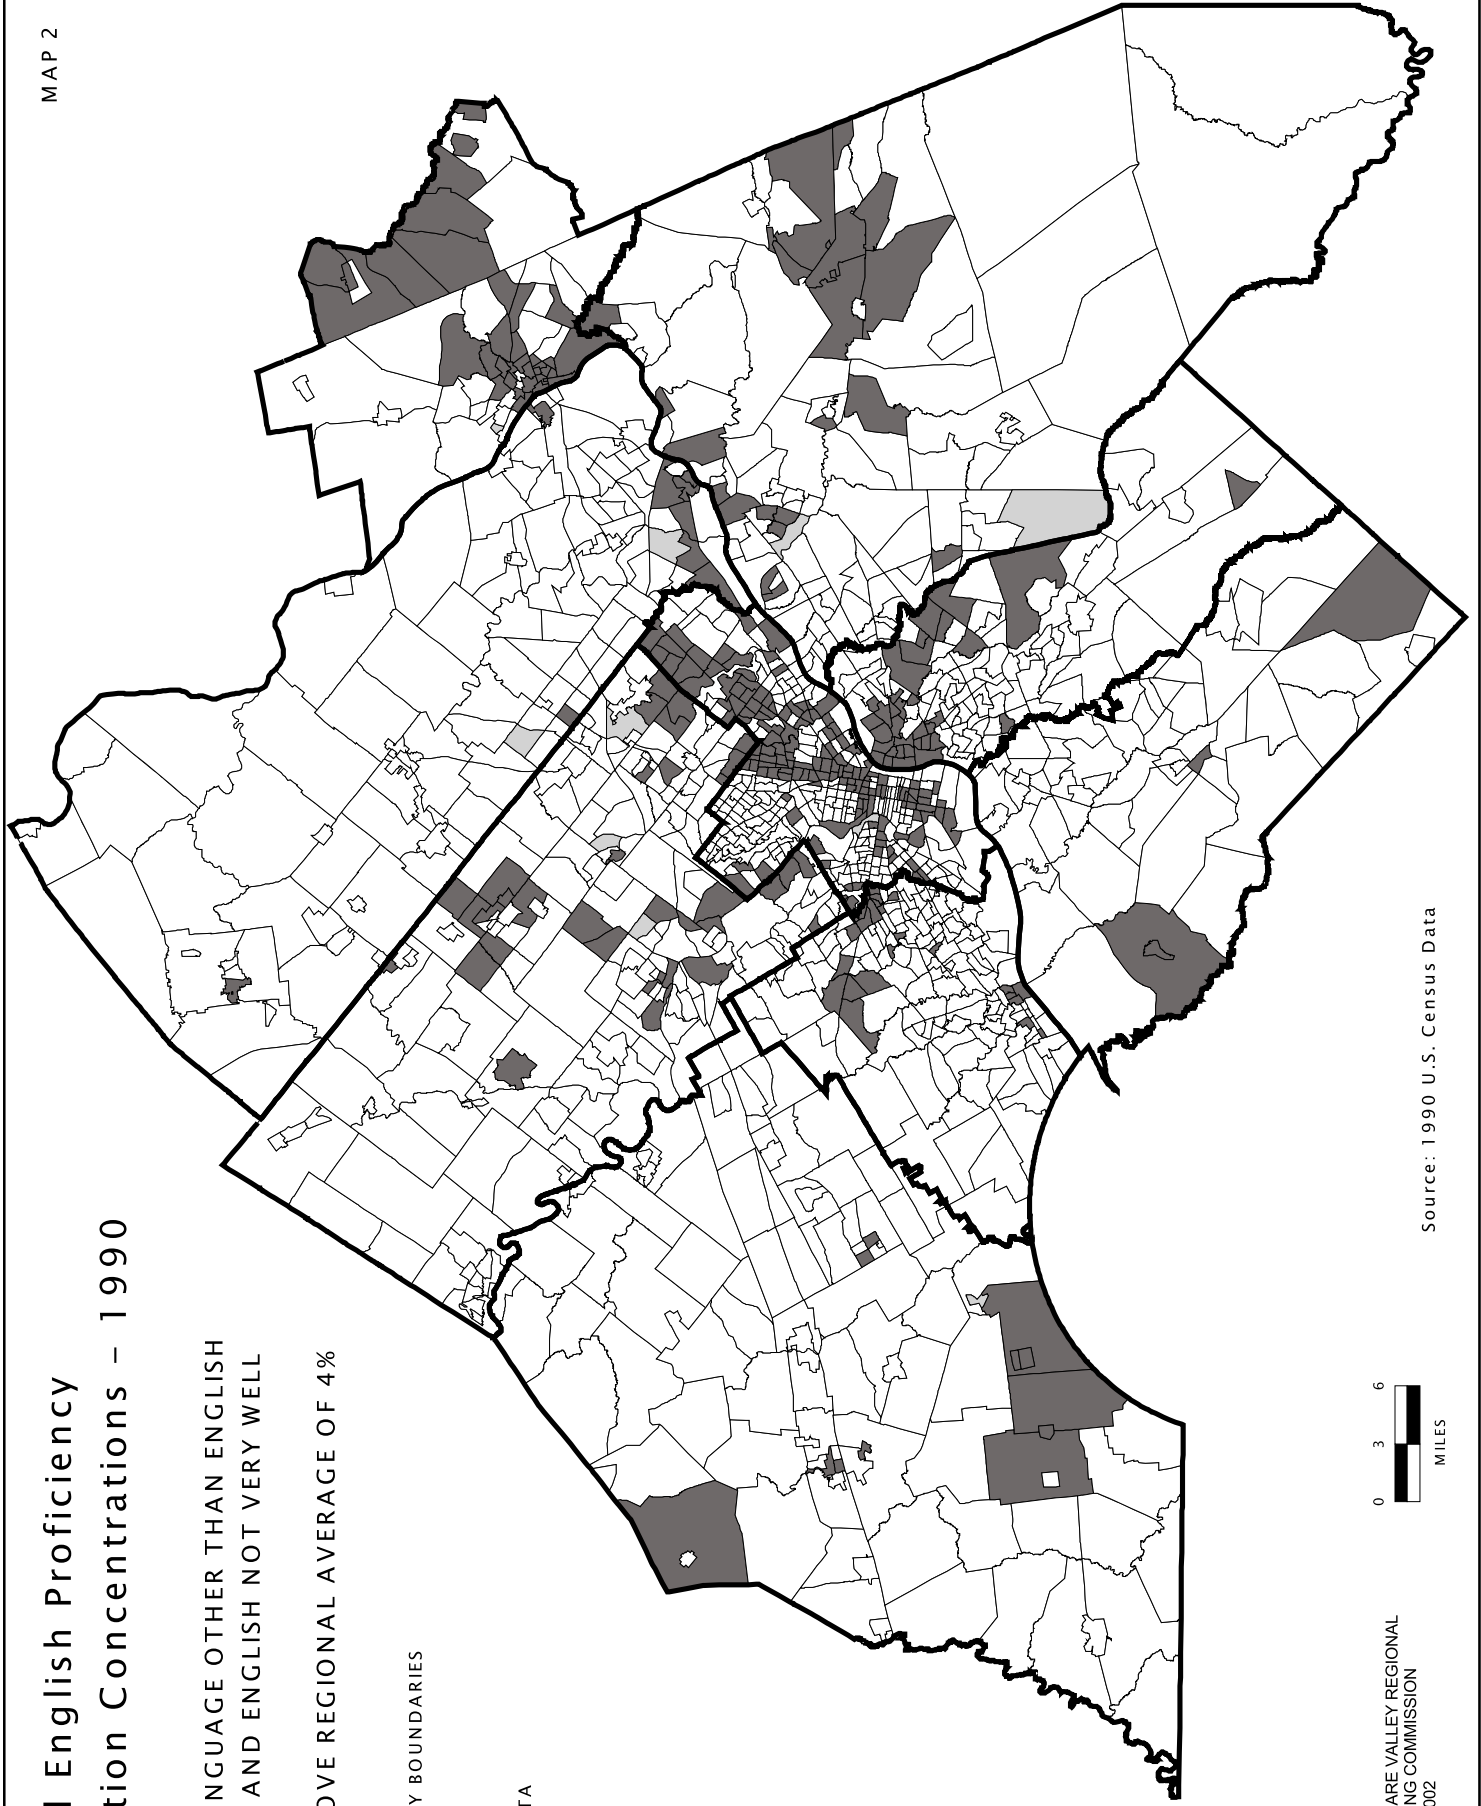 MAP 2
l English Proficiency
tion Concentrations – 1990
NGUAGE OTHER THAN ENGLISH
AND ENGLISH NOT VERY WELL
OVE REGIONAL AVERAGE OF 4%
Y BOUNDARIES
TA
ARE VALLEY REGIONAL
NG COMMISSION
002
0 3 6
MILES
Source: 1990 U.S. Census Data